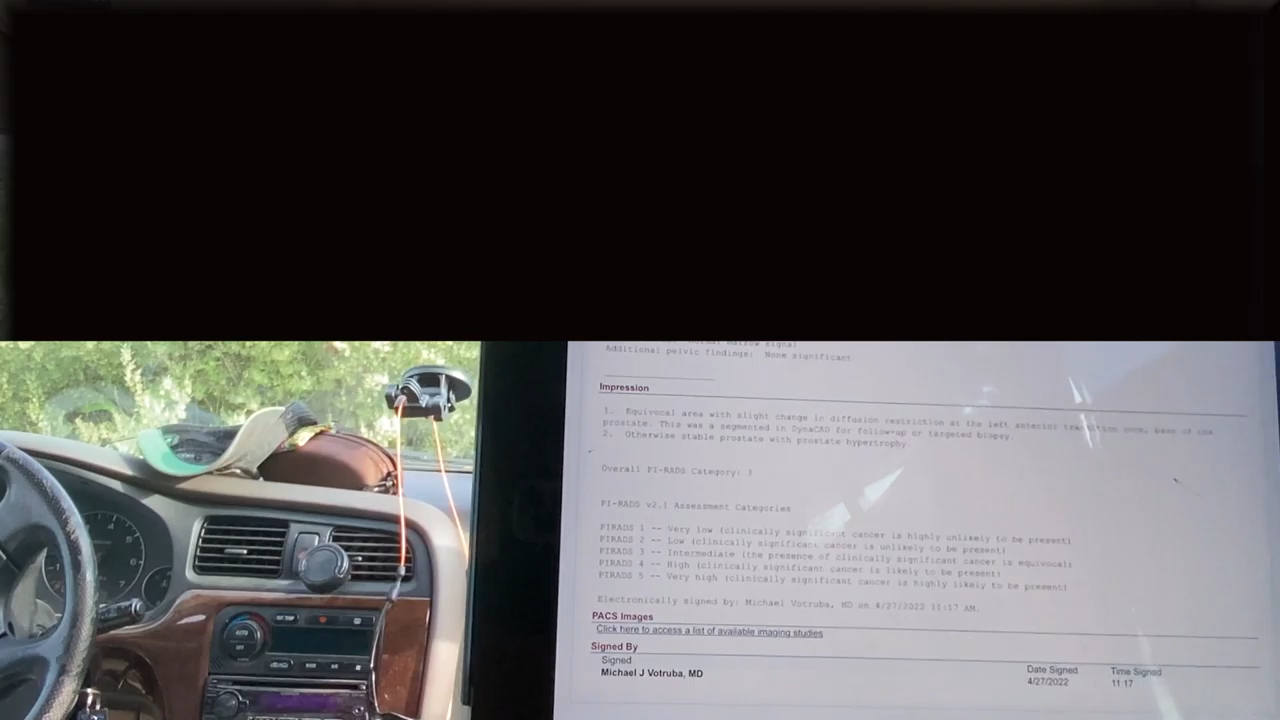 normal marrow signal
Additional pelvic findings: None significant
Impression
1. Equivocal area with slight change in diffusion restriction at the left anterior transition zone, base of the
prostate. This was a segmented in DynaCAD for follow-up or targeted biopsy.
2. Otherwise stable prostate with prostate hypertrophy.
Overall PI-RADS Category: 3
PI-RADS v2.1 Assessment Categories
PIRADS 1 -- Very low (clinically significant cancer is highly unlikely to be present)
PIRADS 2 -- Low (clinically significant cancer is unlikely to be present)
PIRADS 3 -- Intermediate (the presence of clinically significant cancer is equivocal)
PIRADS 4 -- High (clinically significant cancer is likely to be present)
PIRADS 5 -- Very high (clinically significant cancer is highly likely to be present)
Electronically signed by: Michael Votruba, MD on 4/27/2022 11:17 AM.
PACS Images
Click here to access a list of available imaging studies
Signed By
Signed
Michael J Votruba, MD
Date Signed
4/27/2022
Time Signed
11:17
AUTO
OFF